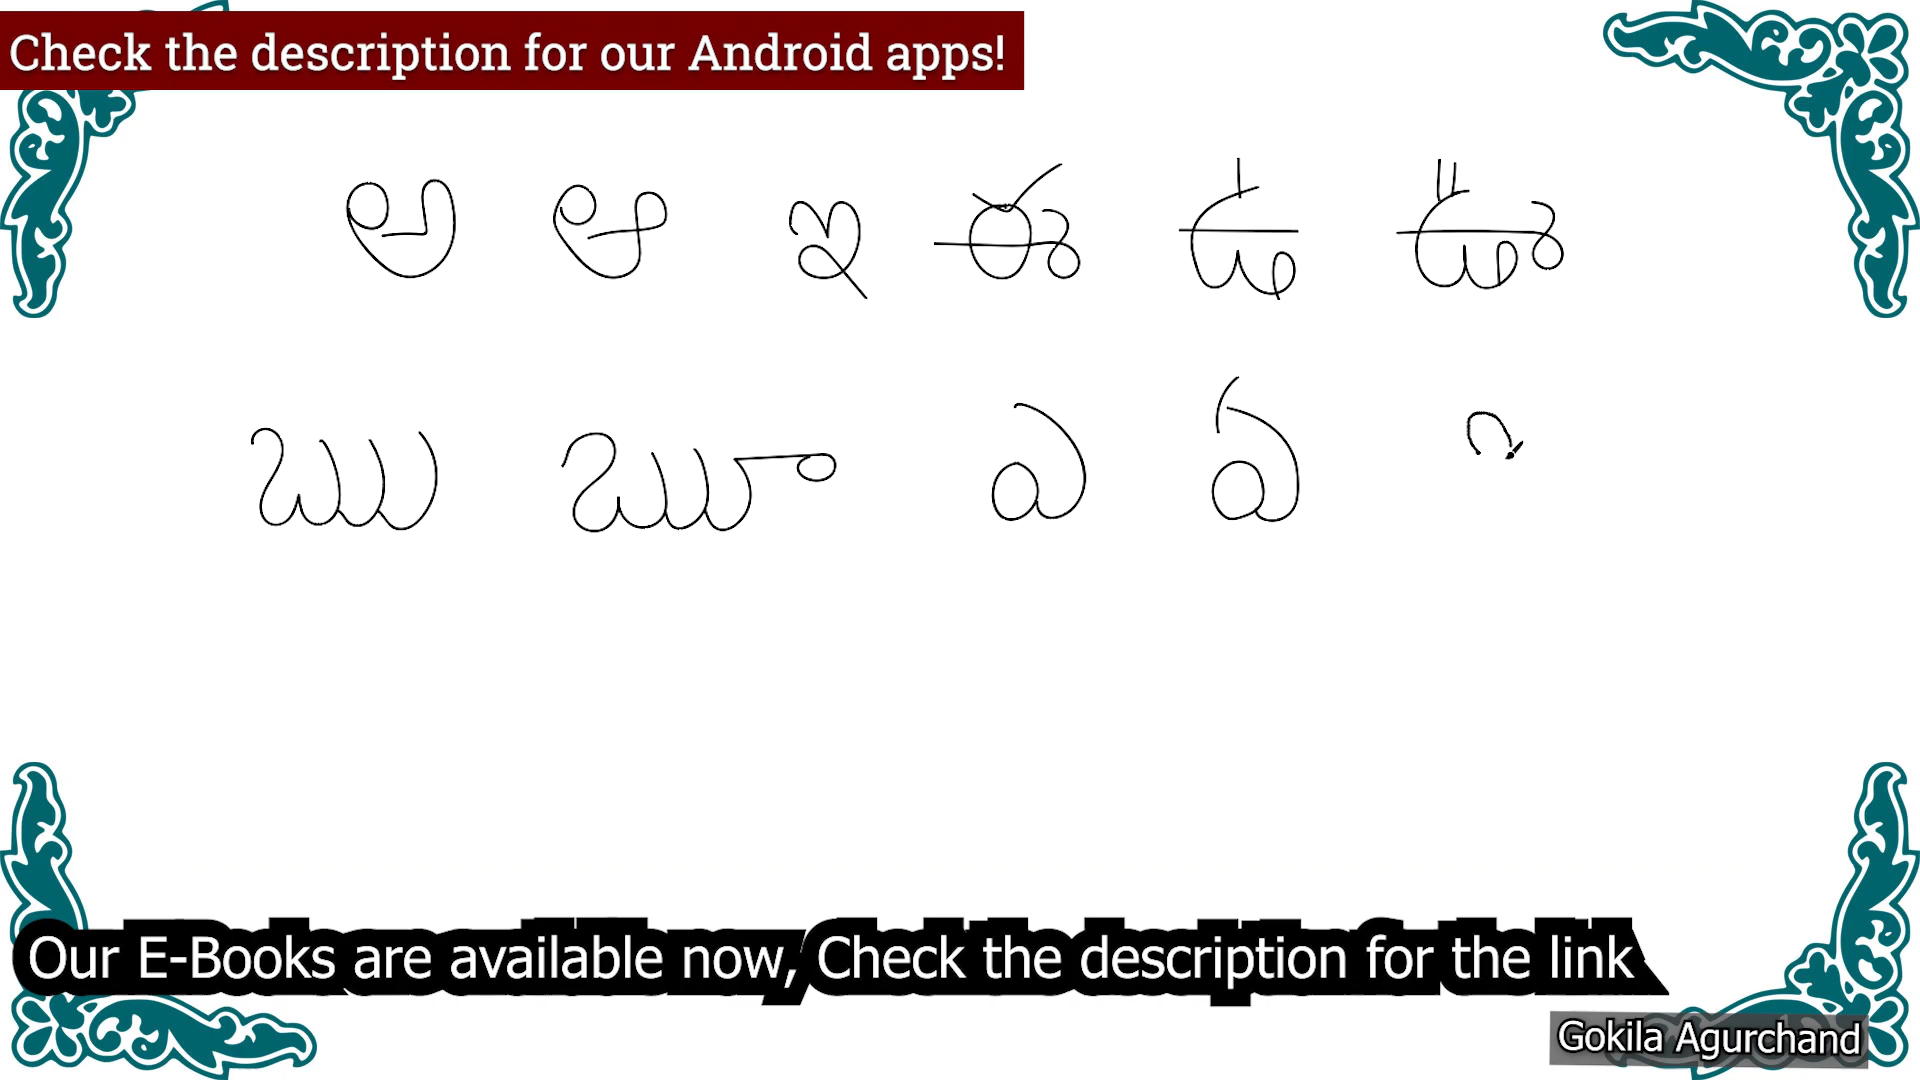 Check the description for our Android apps!
అ ఆ ఇ ఈ ఉ ఊ
ఋ ౠ ఎ ఏ
Our E-Books are available now, Check the description for the link
Gokila Agurchand